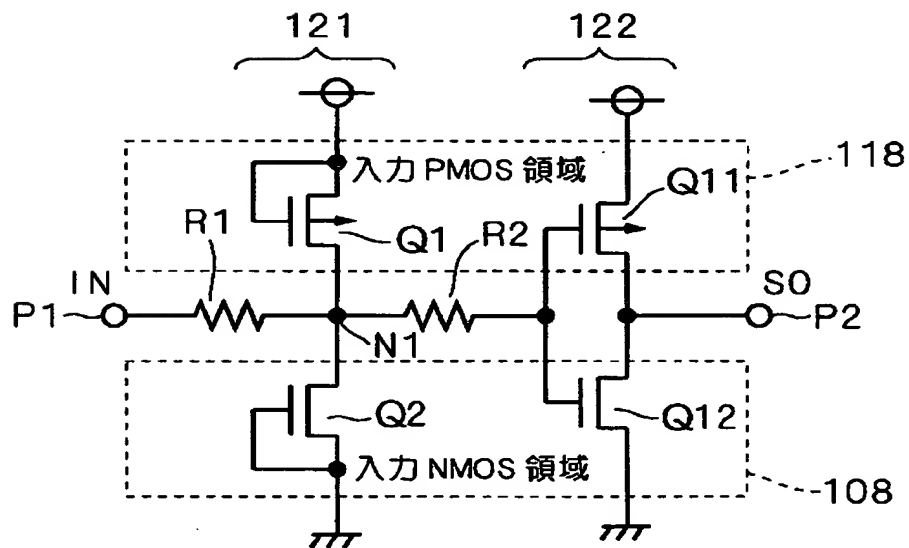 121
122
入力 PMOS 領域
118
Q11
R1
Q1
R2
IN
SO
P1
N1
P2
Q2
Q12
入力 NMOS 領域
108